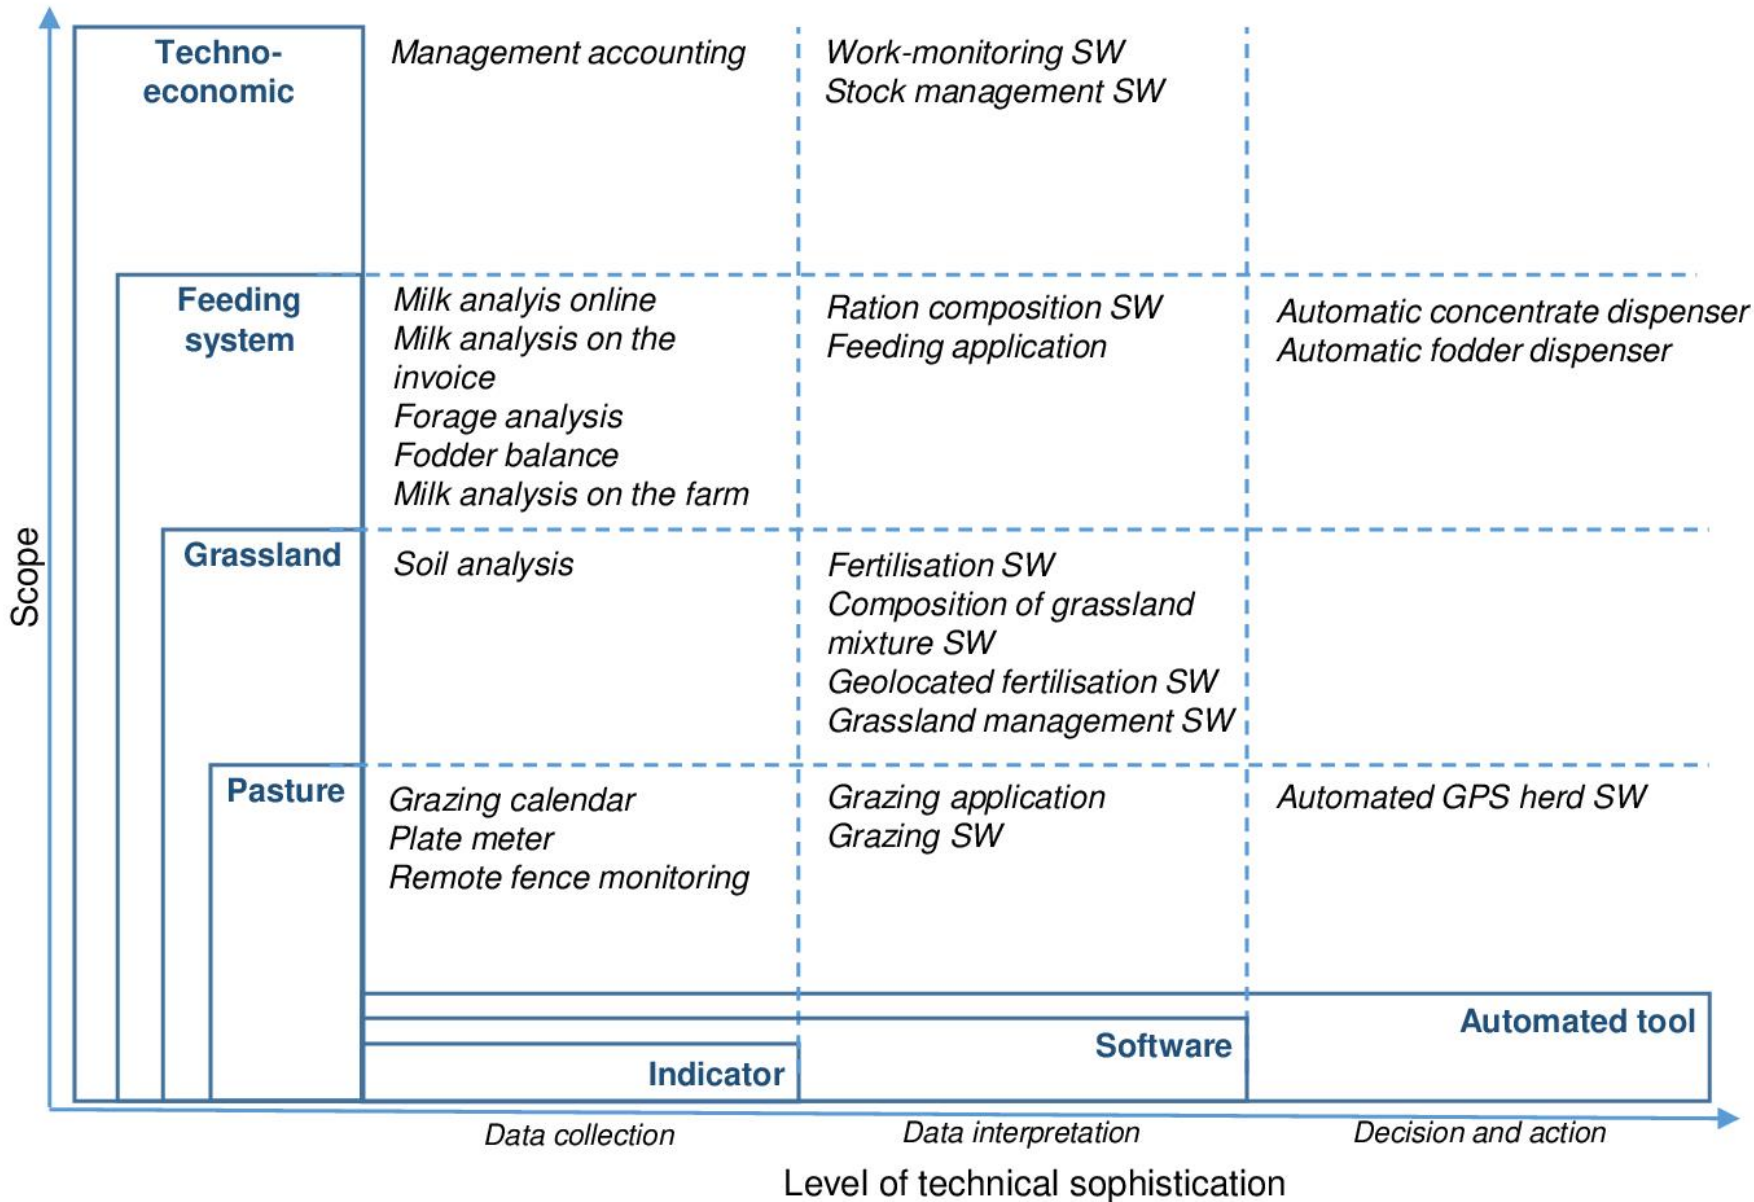 Techno-
economic
Management accounting
Work-monitoring SW
Stock management SW
Feeding
system
Milk analyis online
Milk analysis on the
invoice
Forage analysis
Fodder balance
Milk analysis on the farm
Ration composition SW
Feeding application
Automatic concentrate dispenser
Automatic fodder dispenser
Scope
Grassland
Soil analysis
Fertilisation SW
Composition of grassland
mixture SW
Geolocated fertilisation SW
Grassland management SW
Pasture
Grazing calendar
Plate meter
Remote fence monitoring
Grazing application
Grazing SW
Automated GPS herd SW
Automated tool
Software
Indicator
Data collection
Data interpretation
Decision and action
Level of technical sophistication